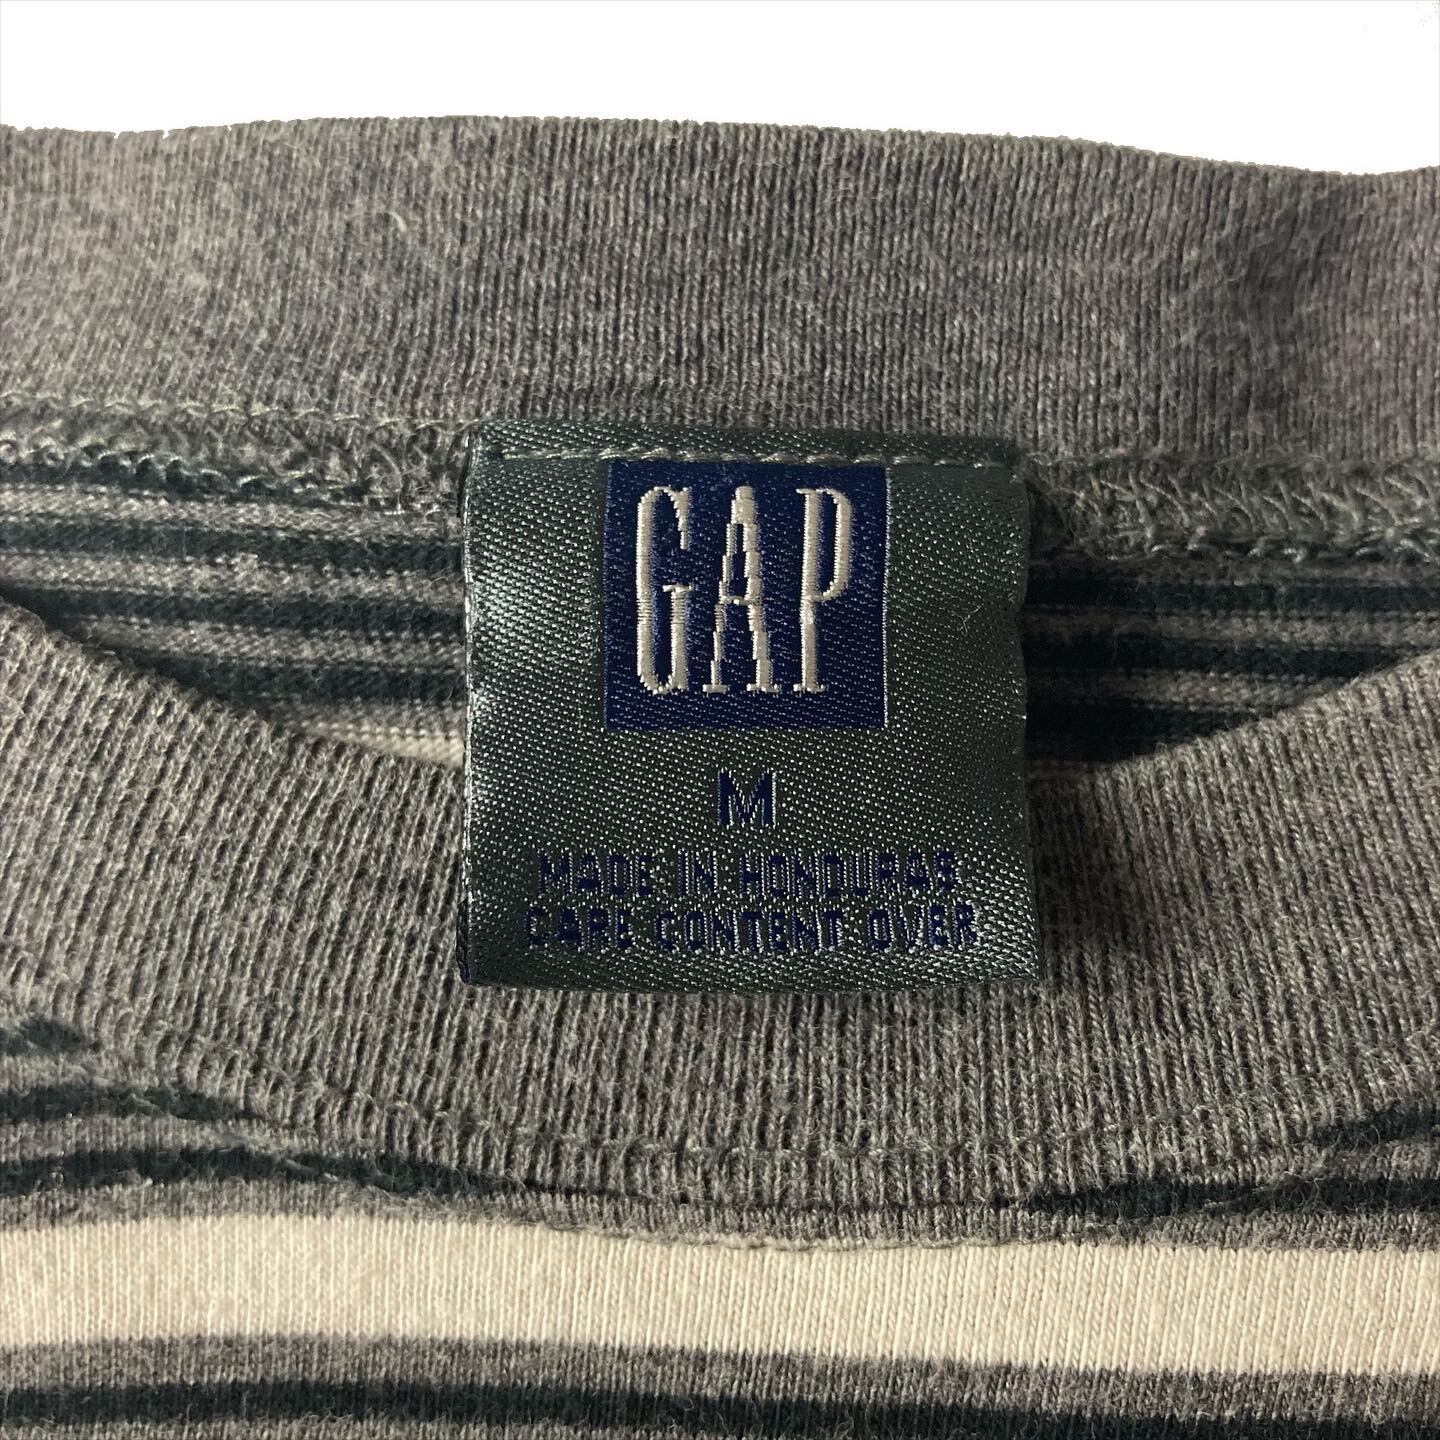 GAP
M
MADE IN HONDURAS
CARE CONTENT OVER